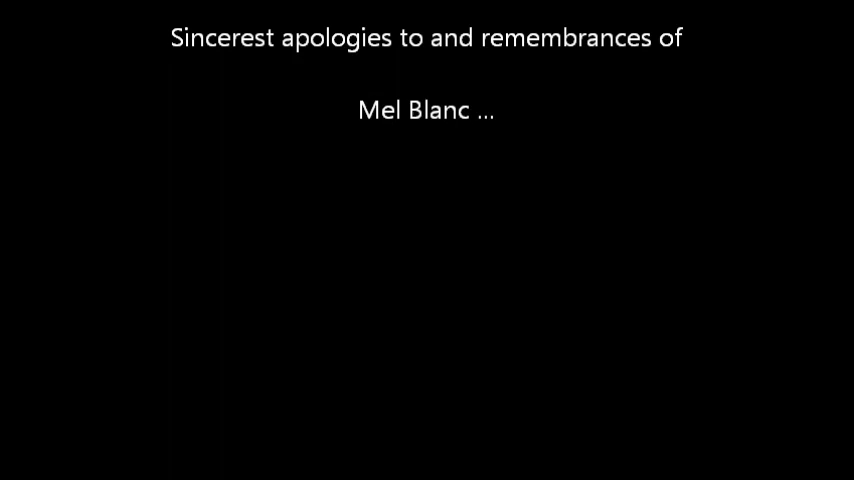 Sincerest apologies to and remembrances of
Mel Blanc ...